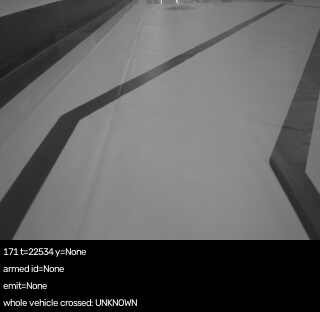 171 t=22534 y=None
armed id=None
emit=None
whole vehicle crossed: UNKNOWN